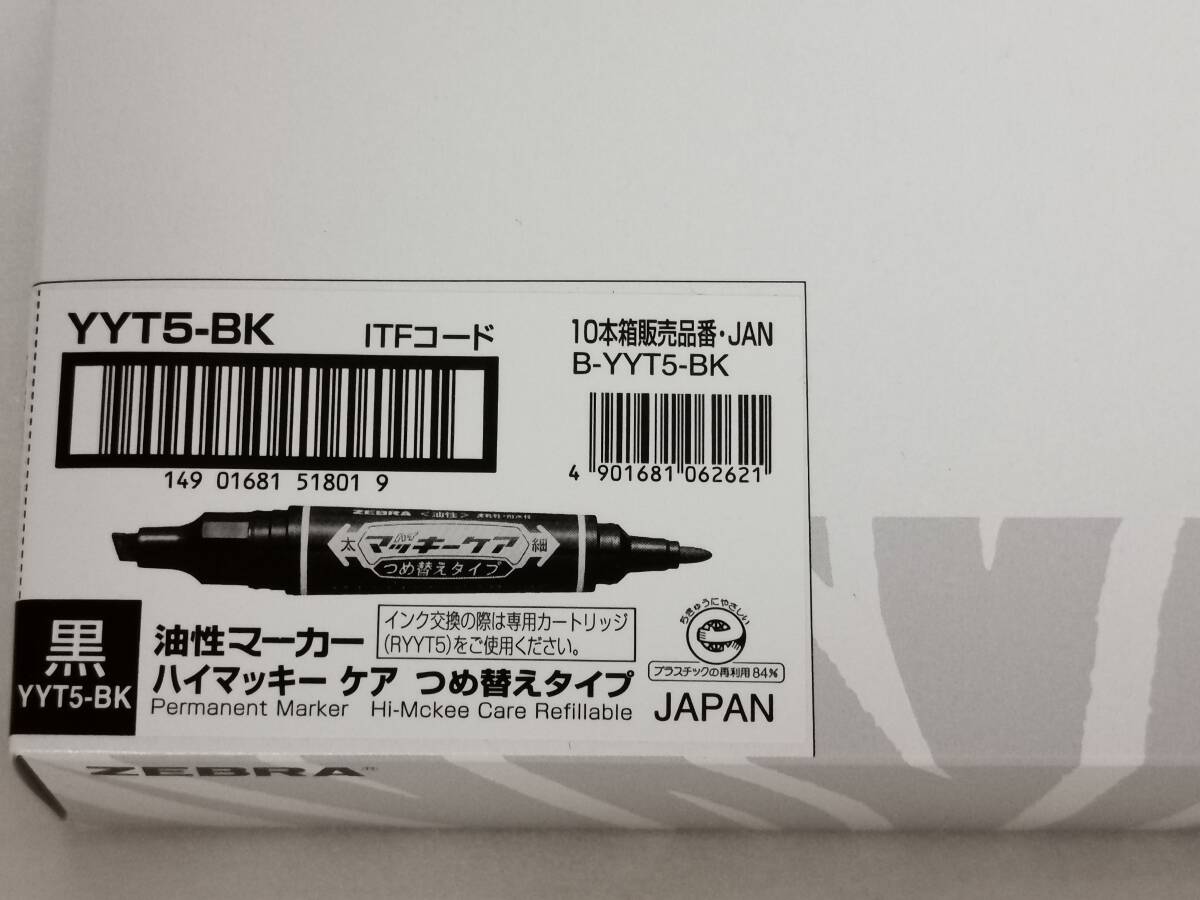 YYT5-BK
ITFコード
149 01681 51801 9
10本箱販売品番・JAN
B-YYT5-BK
4 901681 062621
ZEBRA <油性>
太 ハイ マッキーケア 細
つめ替えタイプ
黒
YYT5-BK
油性マーカー
ハイマッキー ケア つめ替えタイプ
Permanent Marker Hi-Mckee Care Refillable
インク交換の際は専用カートリッジ
(RYYT5)をご使用ください。
ちきゅうにやさしい
プラスチックの再利用84%
JAPAN
ZEBRA®